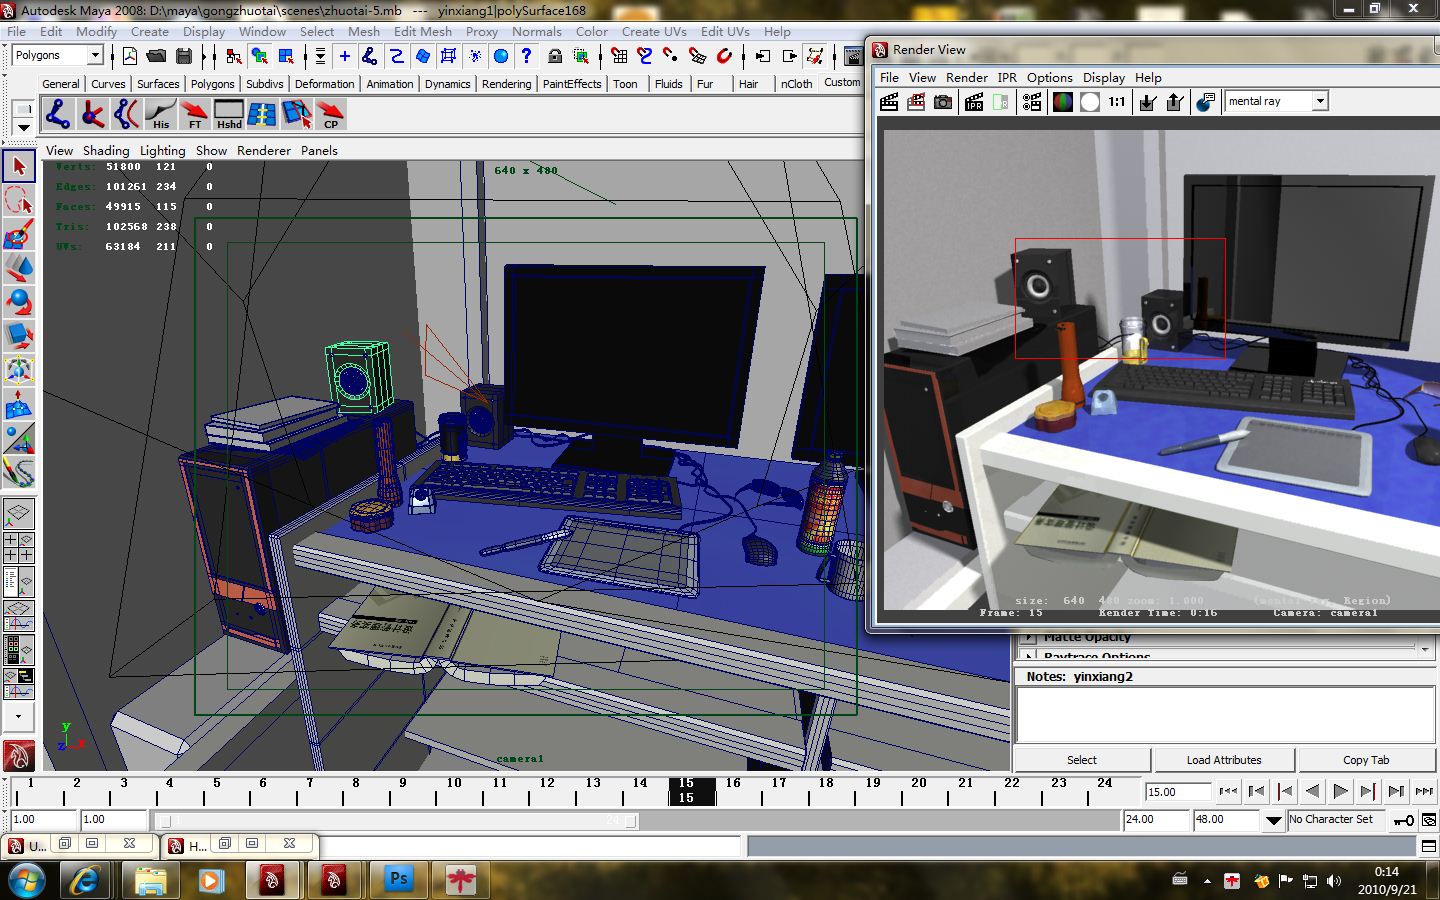 Autodesk Maya 2008: D:\maya\gongzhuotai\scenes\zhuotai-5.mb --- yinxiang1|polySurface168
File Edit Modify Create Display Window Select Mesh Edit Mesh Proxy Normals Color Create UVs Edit UVs Help
Polygons
General Curves Surfaces Polygons Subdivs Deformation Animation Dynamics Rendering PaintEffects Toon Fluids Fur Hair nCloth Custom
His FT Hshd CP
View Shading Lighting Show Renderer Panels
Verts: 51800 121 0
Edges: 101261 234 0
Faces: 49915 115 0
Tris: 102568 238 0
UVs: 63184 211 0
640 x 480
camera1
y
z x
Render View
File View Render IPR Options Display Help
IPR 1:1 mental ray
size: 640 480 zoom: 1.000 (mental ray, Region)
Frame: 15 Render Time: 0:16 Camera: camera1
Matte Opacity
Raytrace Options
Notes: yinxiang2
Select Load Attributes Copy Tab
1 2 3 4 5 6 7 8 9 10 11 12 13 14 15 16 17 18 19 20 21 22 23 24
15
15.00
1.00 1.00 1 24 24.00 48.00 No Character Set
U... H...
Ps
0:14
2010/9/21